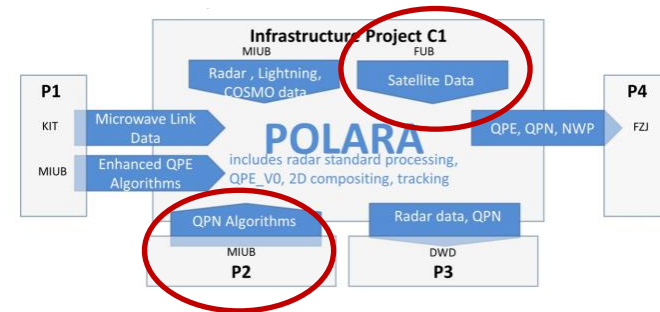 Infrastructure Project C1
MIUB
FUB
Radar , Lightning,
COSMO data
Satellite Data
P1
KIT
MIUB
Microwave Link
Data
Enhanced QPE
Algorithms
POLARA
includes radar standard processing,
QPE_V0, 2D compositing, tracking
QPE, QPN, NWP
P4
FZJ
QPN Algorithms
MIUB
P2
Radar data, QPN
DWD
P3